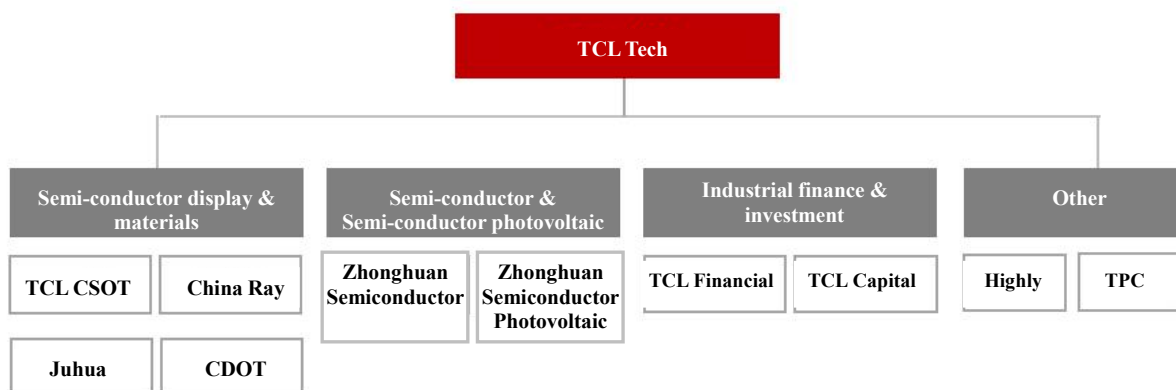 TCL Tech
Semi-conductor display &
materials
Semi-conductor &
Semi-conductor photovoltaic
Industrial finance &
investment
Other
TCL CSOT
China Ray
Zhonghuan
Semiconductor
Zhonghuan
Semiconductor
Photovoltaic
TCL Financial
TCL Capital
Highly
TPC
Juhua
CDOT